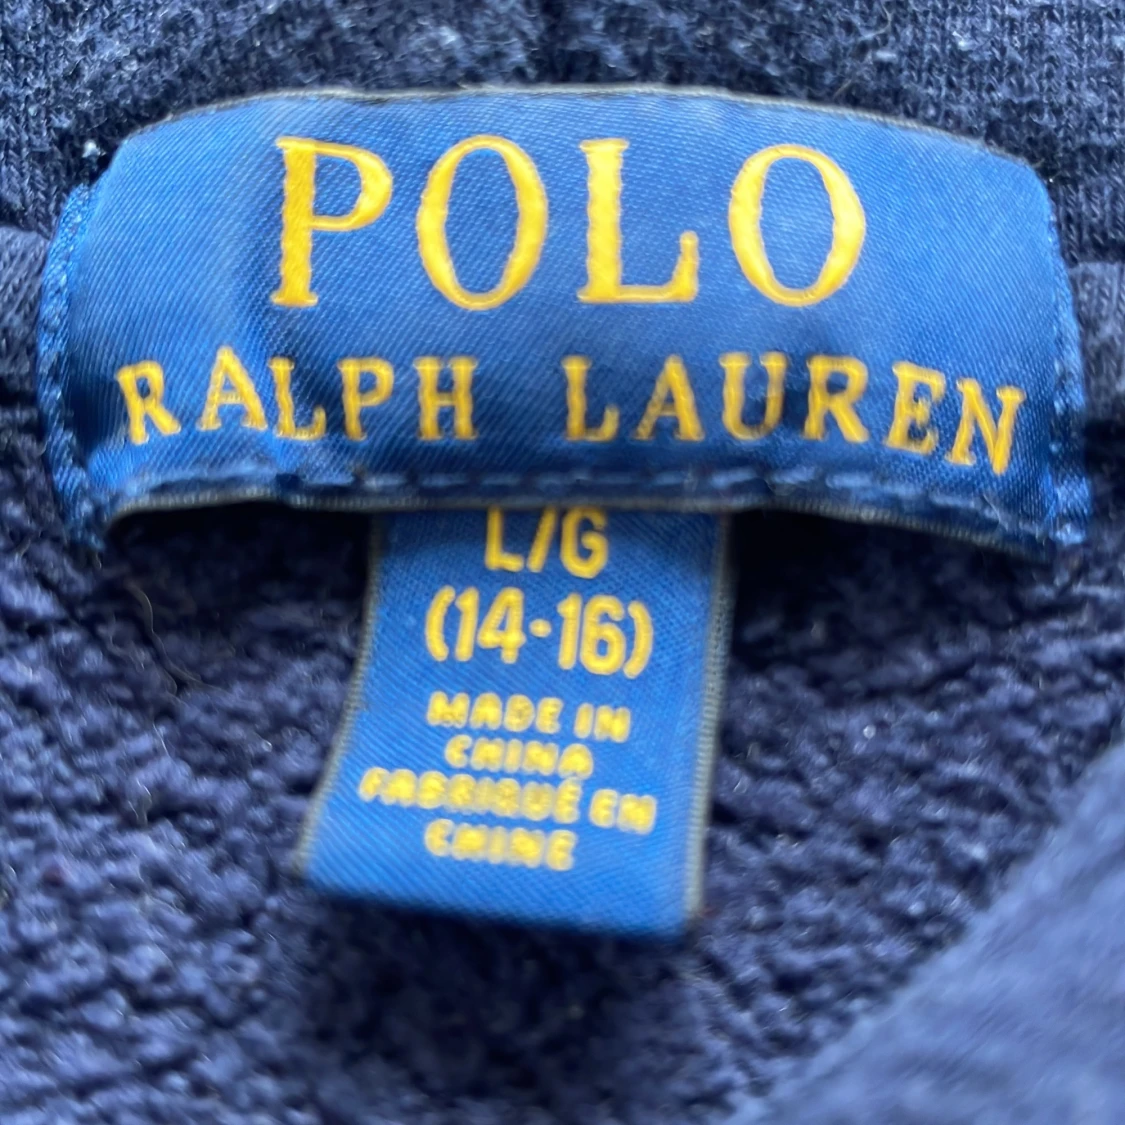 POLO
RALPH LAUREN
L/G
(14-16)
MADE IN
CHINA
FABRIQUÉ EN
CHINE